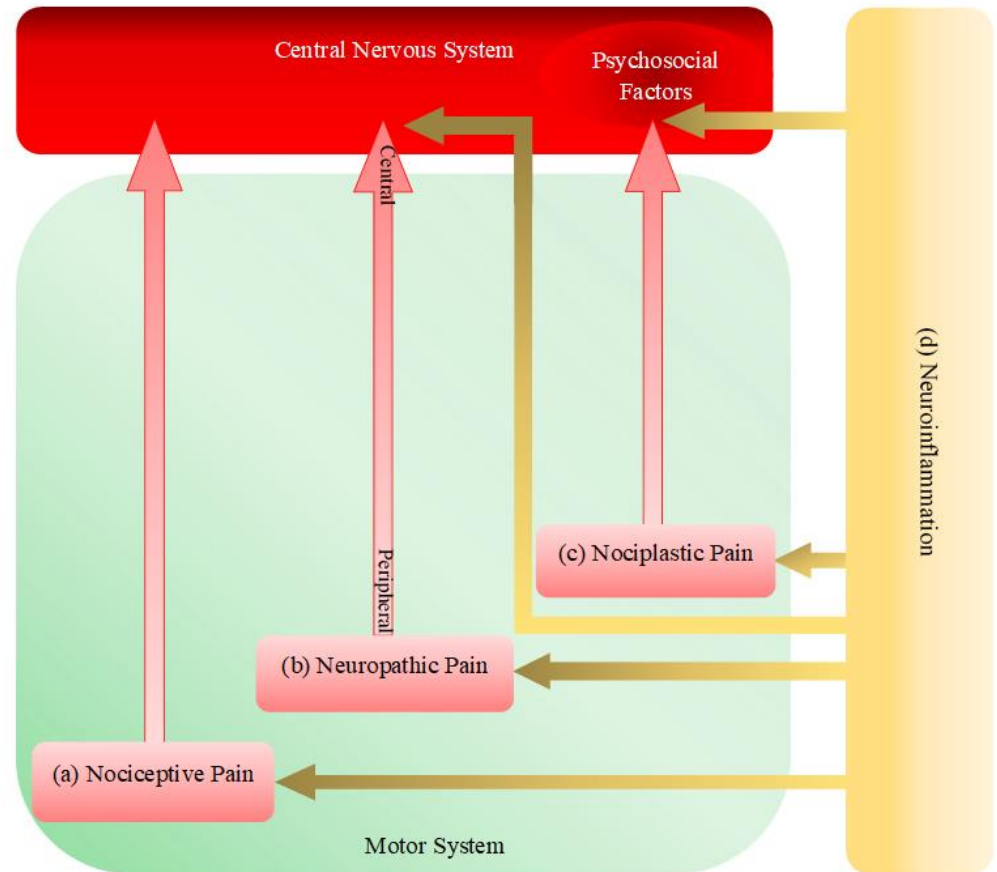 Central Nervous System
Psychosocial
Factors
Central
Peripheral
(c) Nociplastic Pain
(b) Neuropathic Pain
(a) Nociceptive Pain
Motor System
(d) Neuroinflammation